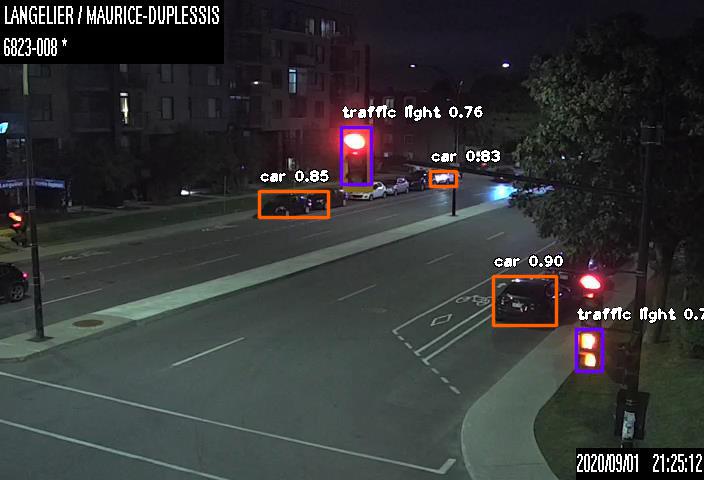 LANGELIER / MAURICE-DUPLESSIS
6823-008 *
traffic light 0.76
car 0.83
car 0.85
car 0.90
traffic light 0.7
Langelier
2020/09/01 21:25:12